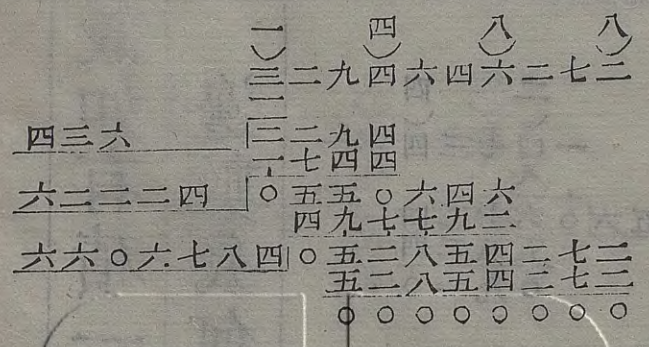 一) 四) 八) 八)
三二九四六四六二七二
一
四三六 二二九四
一七四四
六二二二四 ○五五○六四六
四九七七九二
六六○六七八四 ○五二八五四二七二
五二八五四二七二
○○○○○○○○